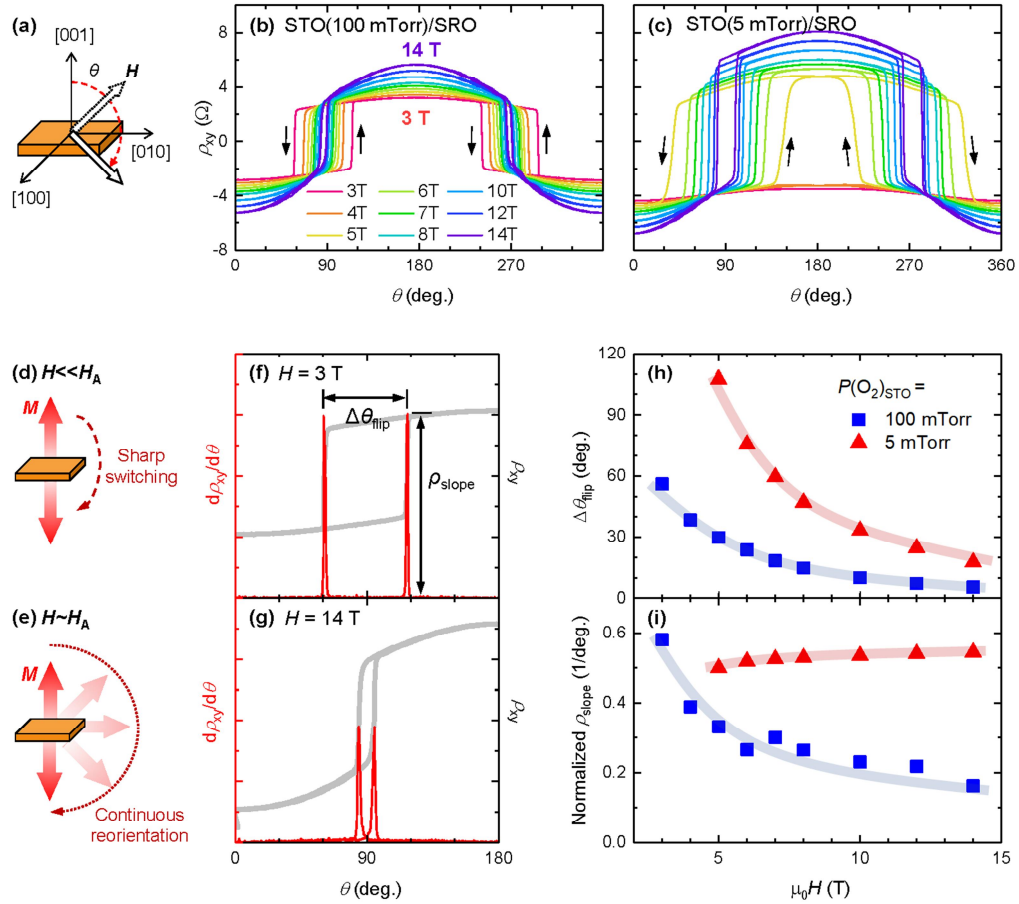 (a)
[001]
θ
H
[010]
[100]
(b) STO(100 mTorr)/SRO
14 T
3 T
3T 6T 10T
4T 7T 12T
5T 8T 14T
8
4
0
-4
-8
ρxy (Ω)
0 90 180 270
θ (deg.)
(c) STO(5 mTorr)/SRO
0 90 180 270 360
θ (deg.)
(d) H<<HA
M
Sharp
switching
(e) H~HA
M
Continuous
reorientation
(f) H = 3 T
Δθflip
ρslope
dρxy/dθ
ρxy
(g) H = 14 T
dρxy/dθ
ρxy
0 90 180
θ (deg.)
(h)
P(O2)STO =
100 mTorr
5 mTorr
120
90
60
30
0
Δθflip (deg.)
(i)
0.6
0.4
0.2
0.0
Normalized ρslope (1/deg.)
5 10 15
μ0H (T)